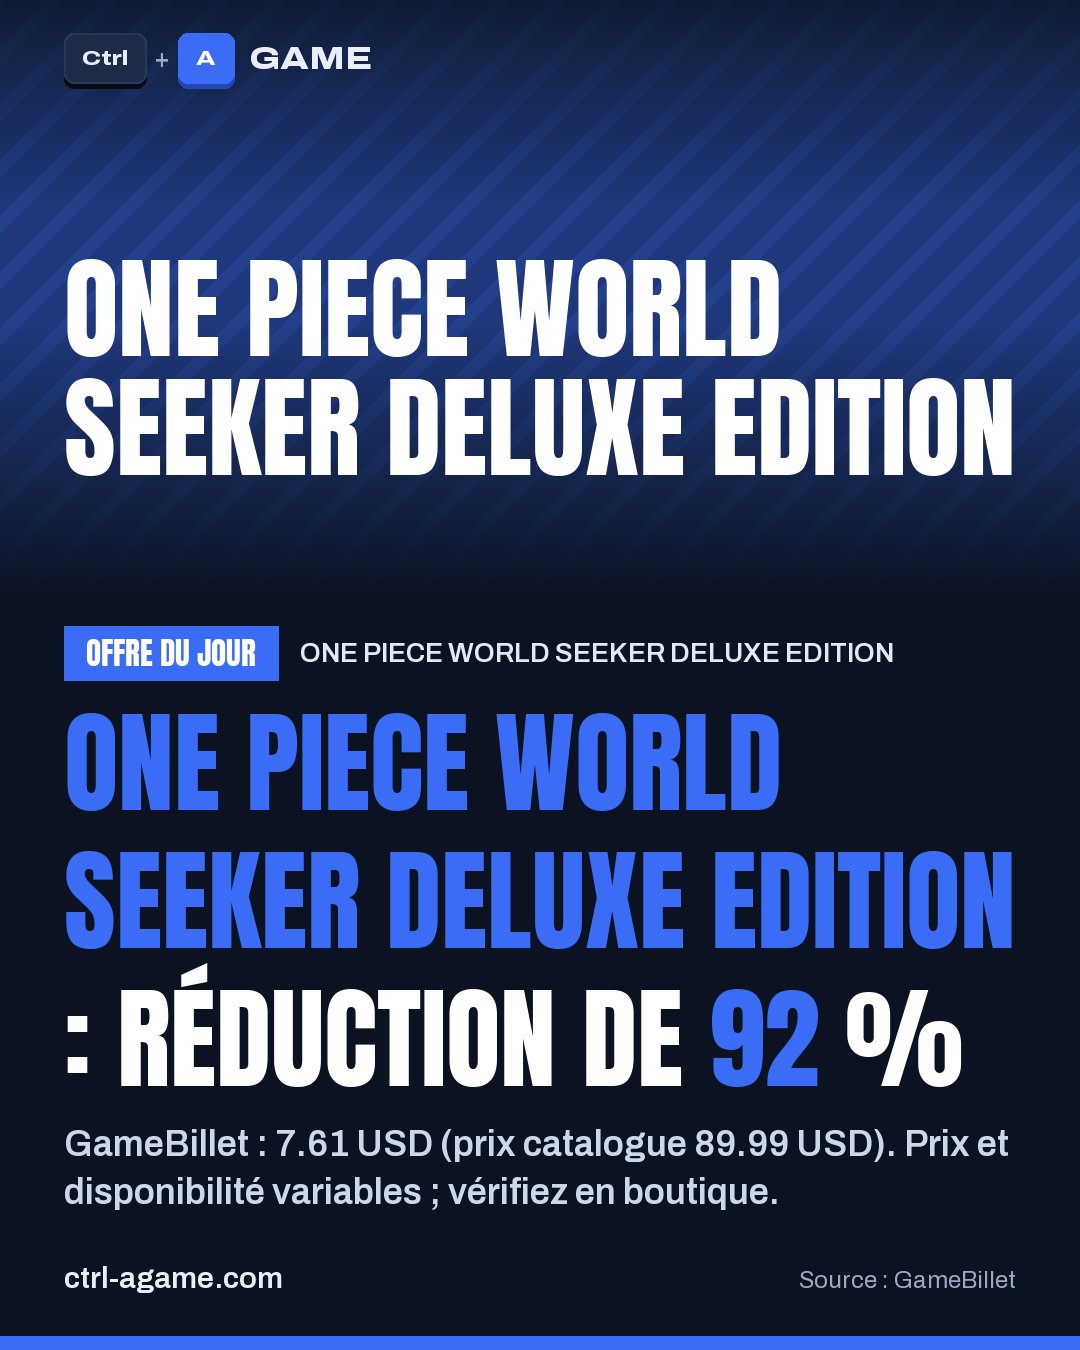 Ctrl + A GAME
ONE PIECE WORLD
SEEKER DELUXE EDITION
OFFRE DU JOUR ONE PIECE WORLD SEEKER DELUXE EDITION
ONE PIECE WORLD
SEEKER DELUXE EDITION
: RÉDUCTION DE 92 %
GameBillet : 7.61 USD (prix catalogue 89.99 USD). Prix et
disponibilité variables ; vérifiez en boutique.
ctrl-agame.com Source : GameBillet